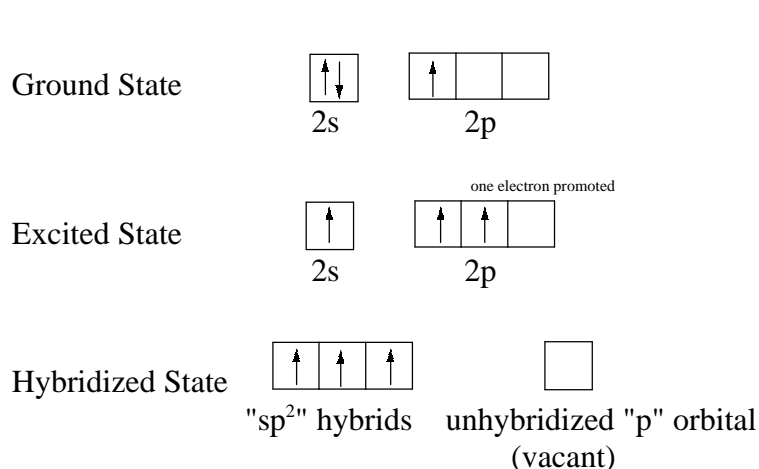 Ground State
2s 2p
one electron promoted
Excited State
2s 2p
Hybridized State
"sp²" hybrids unhybridized "p" orbital
(vacant)